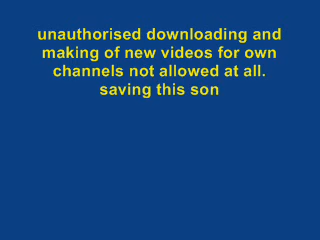 unauthorised downloading and
making of new videos for own
channels not allowed at all.
saving this son